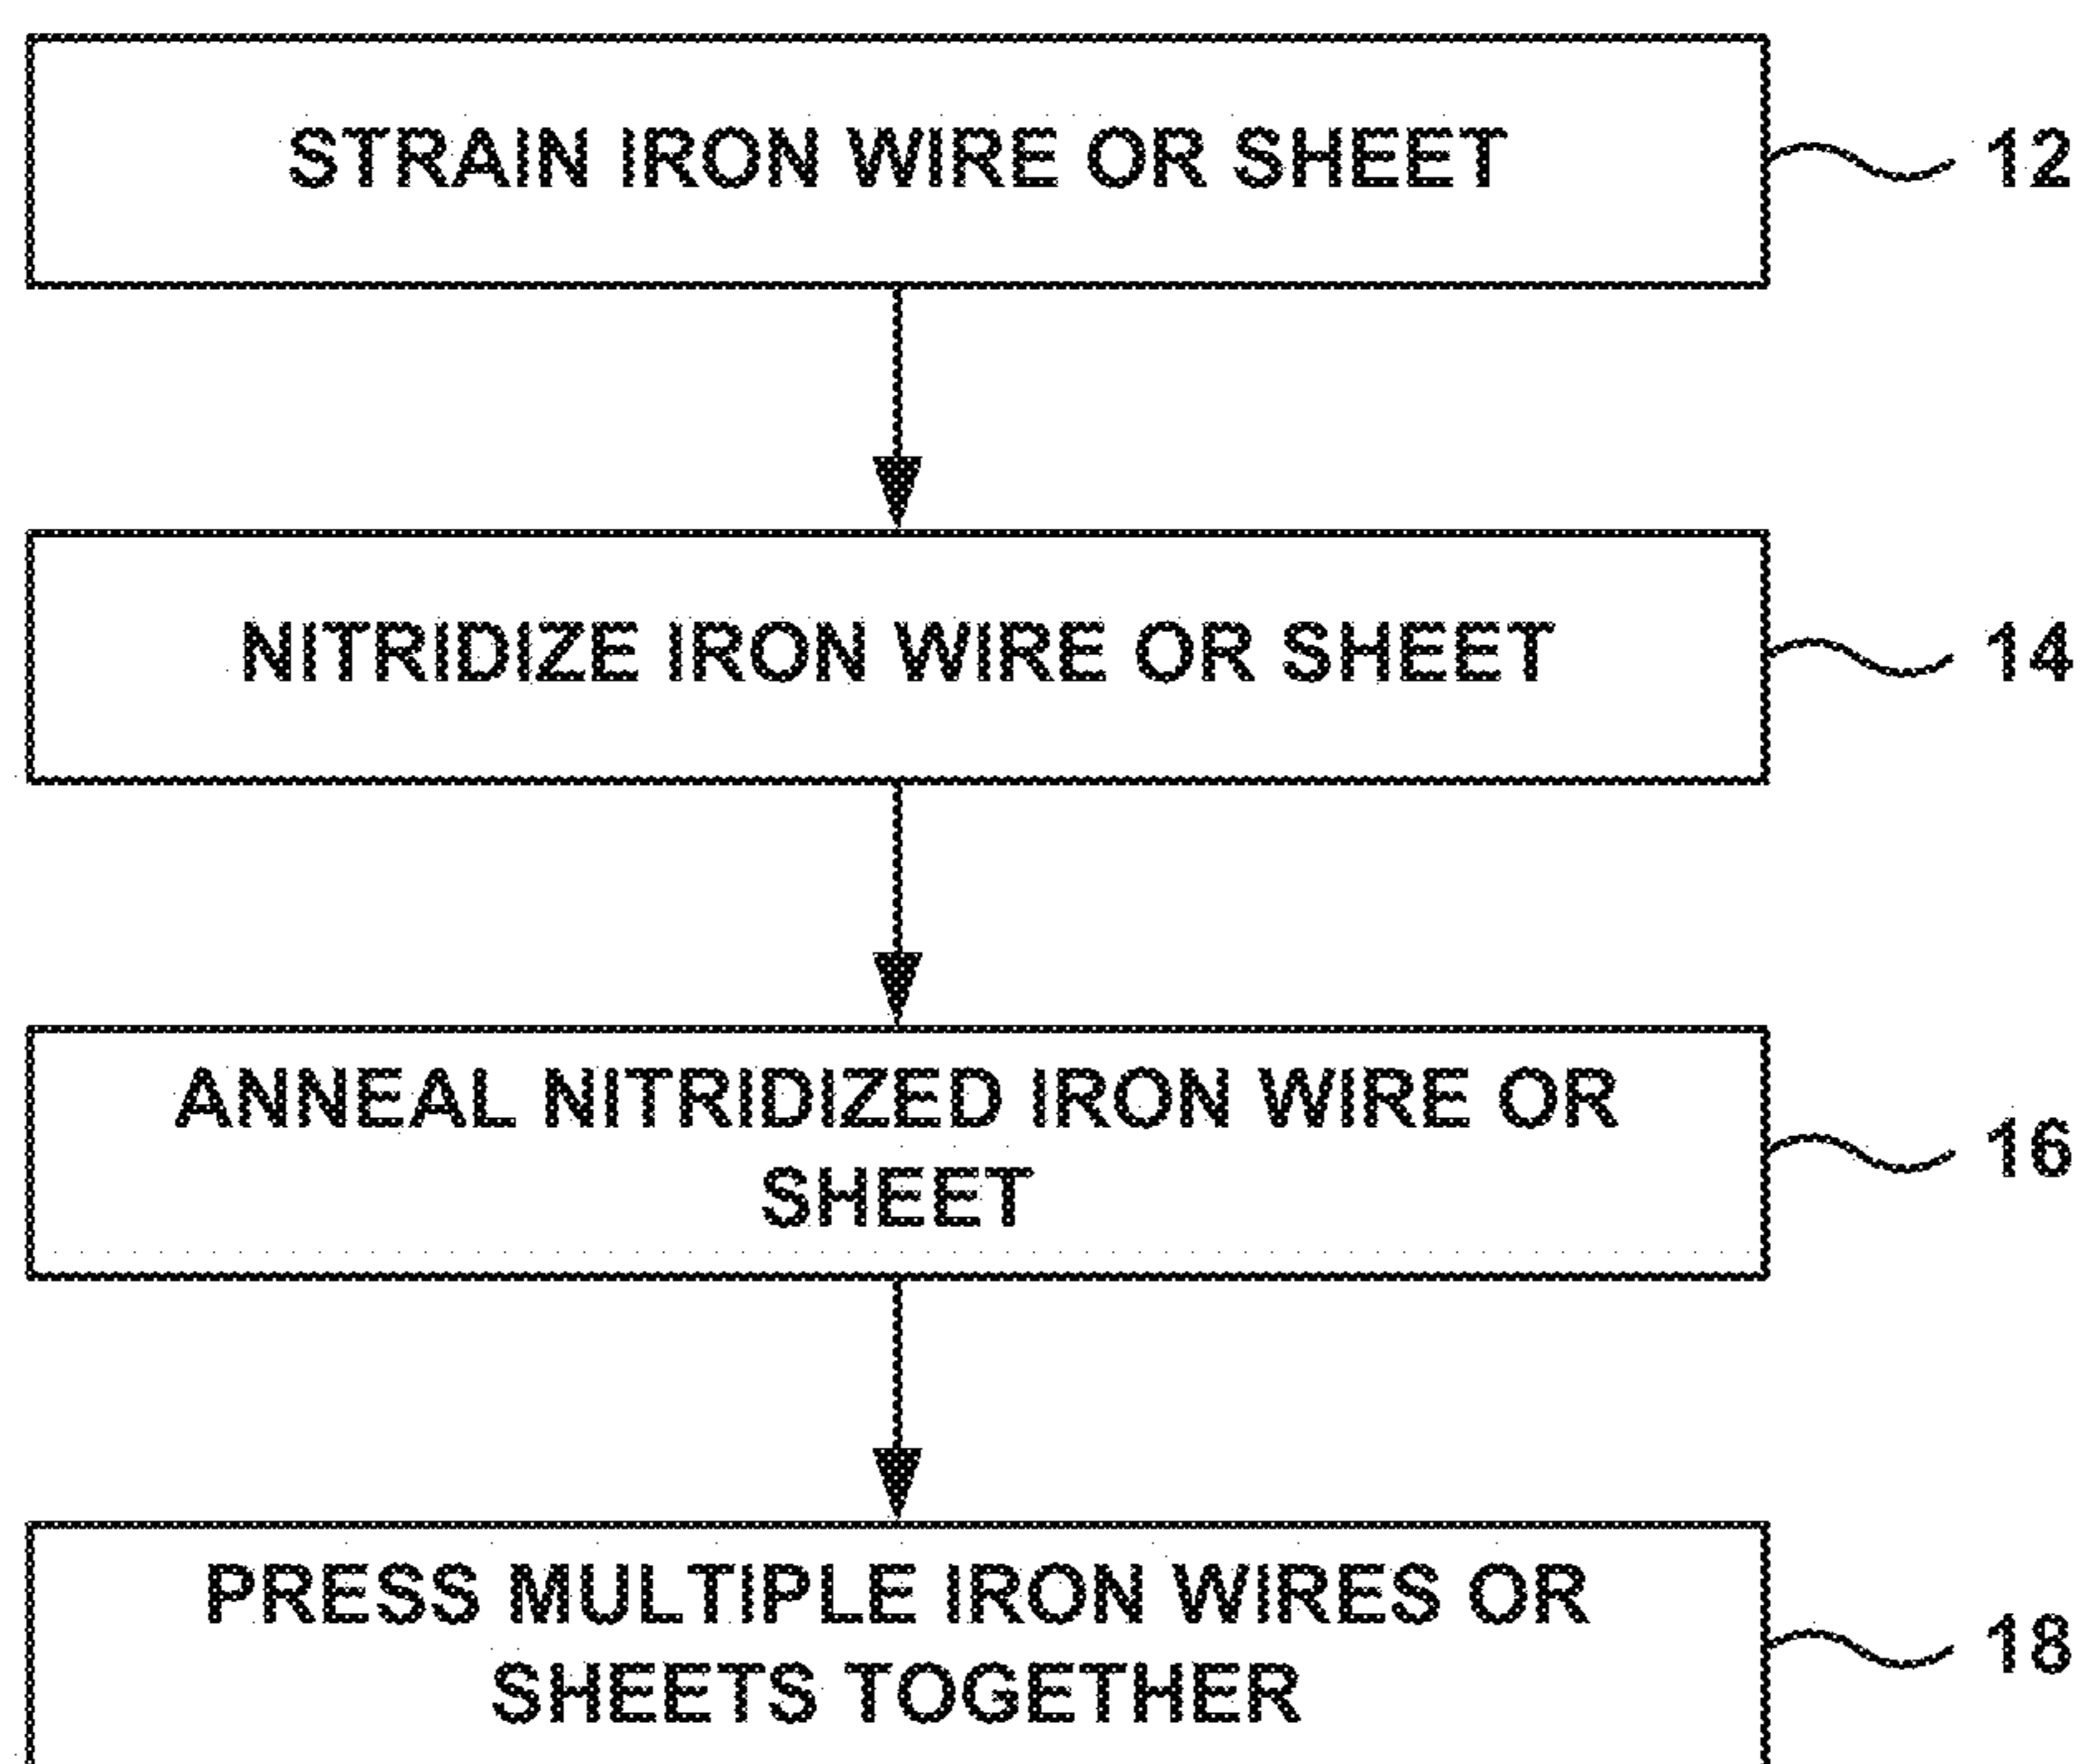 STRAIN IRON WIRE OR SHEET
12
NITRIDIZE IRON WIRE OR SHEET
14
ANNEAL NITRIDIZED IRON WIRE OR
SHEET
16
PRESS MULTIPLE IRON WIRES OR
SHEETS TOGETHER
18